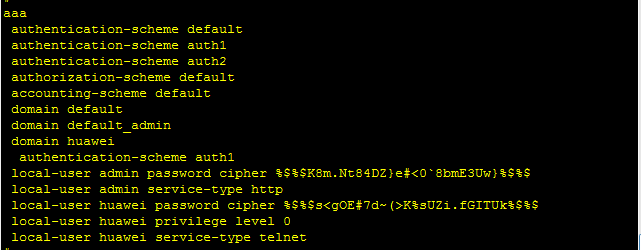 #
aaa
authentication-scheme default
authentication-scheme auth1
authentication-scheme auth2
authorization-scheme default
accounting-scheme default
domain default
domain default_admin
domain huawei
authentication-scheme auth1
local-user admin password cipher %$%$K8m.Nt84DZ}e#<0`8bmE3Uw}%$%$
local-user admin service-type http
local-user huawei password cipher %$%$s<gOE#7d~(>K%sUZi.fGITUk%$%$
local-user huawei privilege level 0
local-user huawei service-type telnet
#